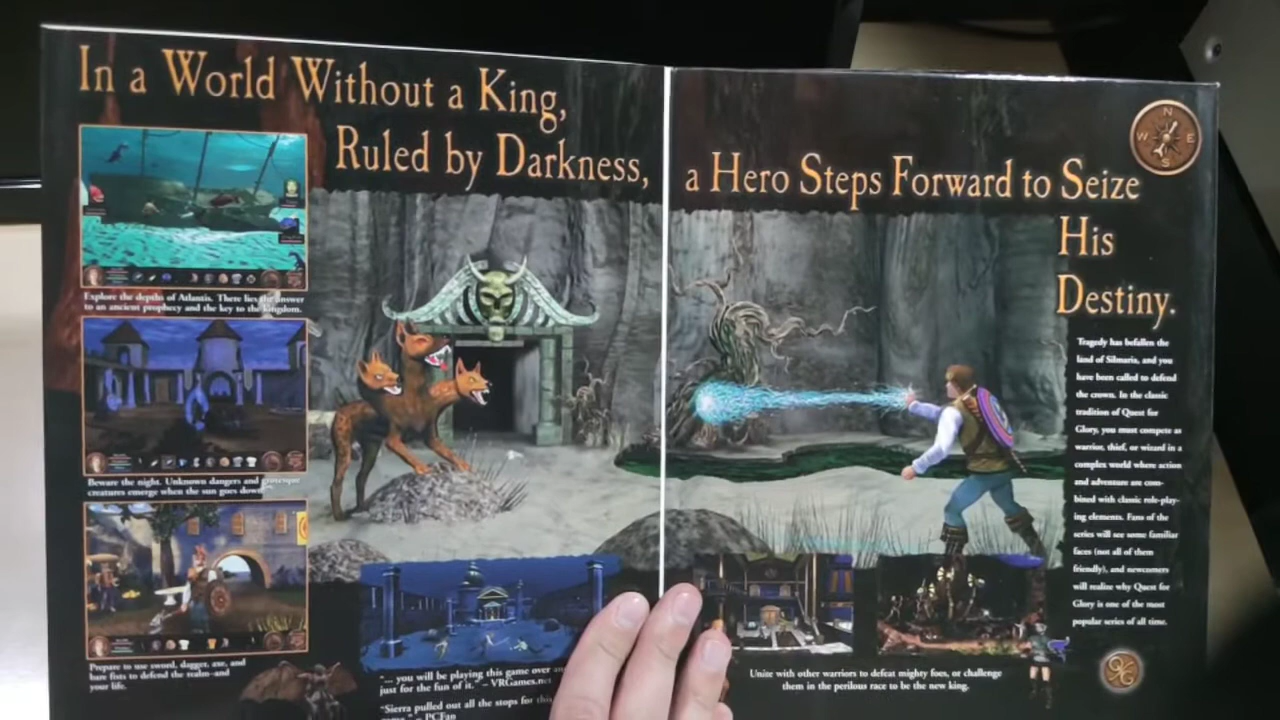 In a World Without a King,
Ruled by Darkness,
a Hero Steps Forward to Seize
His
Destiny.
N
W E
S
Explore the depths of Atlantis. There lies the answer
to an ancient prophecy and the key to the kingdom.
Beware the night. Unknown dangers and grotesque
creatures emerge when the sun goes down.
Prepare to use sword, dagger, axe, and
bare fists to defend the realm–and
your life.
"... you will be playing this game over an
just for the fun of it." – VRGames.net
"Sierra pulled out all the stops for this
game." – PCFan
Unite with other warriors to defeat mighty foes, or challenge
them in the perilous race to be the new king.
Tragedy has befallen the
land of Silmaria, and you
have been called to defend
the crown. In the classic
tradition of Quest for
Glory, you must compete as
warrior, thief, or wizard in a
complex world where action
and adventure are com-
bined with classic role-play-
ing elements. Fans of the
series will see some familiar
faces (not all of them
friendly), and newcomers
will realize why Quest for
Glory is one of the most
popular series of all time.